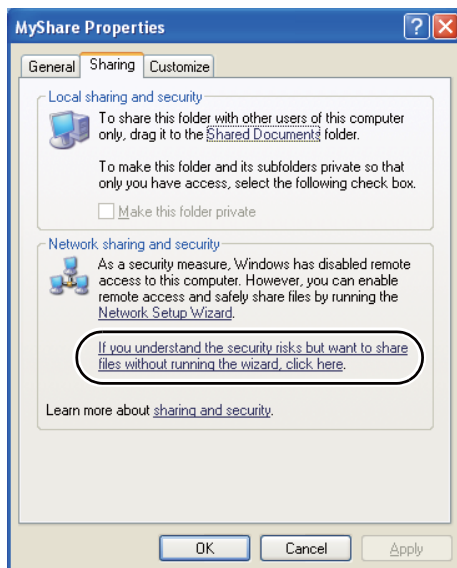 MyShare Properties
General Sharing Customize
Local sharing and security
To share this folder with other users of this computer
only, drag it to the Shared Documents folder.
To make this folder and its subfolders private so that
only you have access, select the following check box.
Make this folder private
Network sharing and security
As a security measure, Windows has disabled remote
access to this computer. However, you can enable
remote access and safely share files by running the
Network Setup Wizard.
If you understand the security risks but want to share
files without running the wizard, click here.
Learn more about sharing and security.
OK Cancel Apply